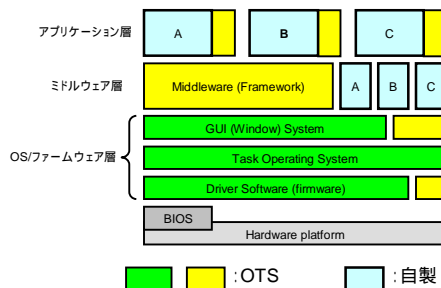 アプリケーション層
A
B
C
ミドルウェア層
Middleware (Framework)
A
B
C
OS/ファームウェア層
GUI (Window) System
Task Operating System
Driver Software (firmware)
BIOS
Hardware platform
:OTS
:自製